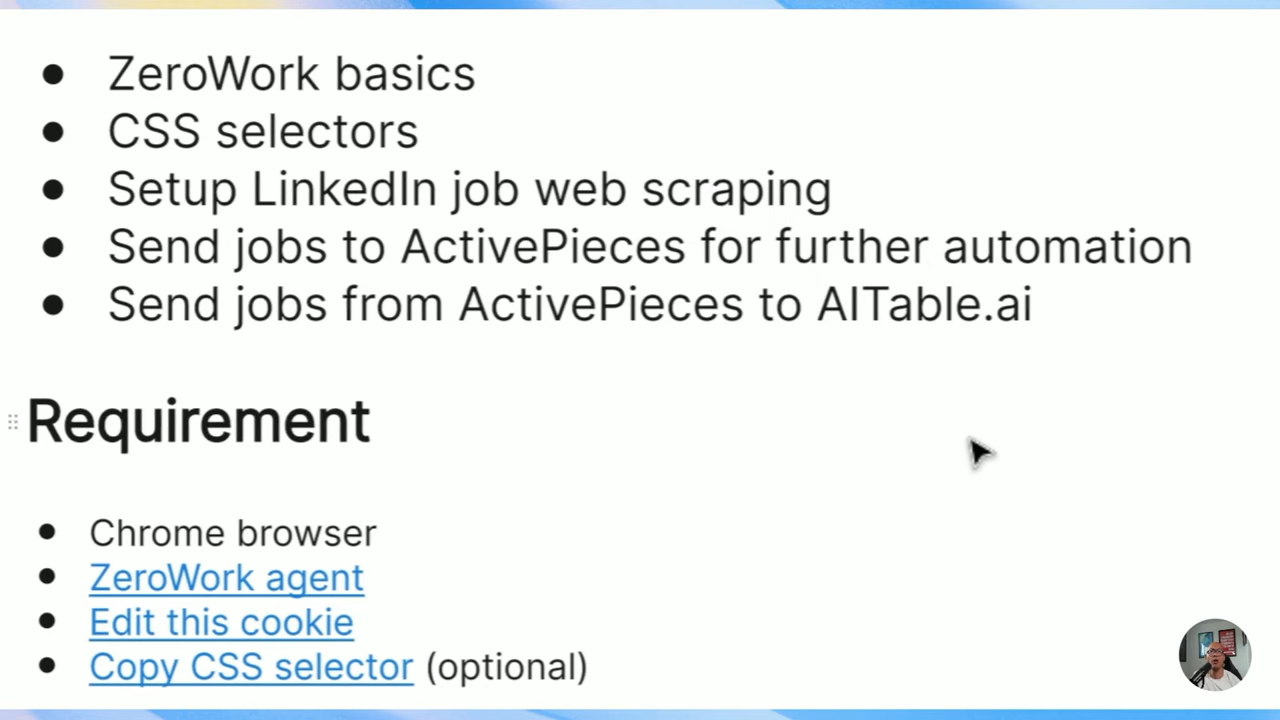 ZeroWork basics
CSS selectors
Setup LinkedIn job web scraping
Send jobs to ActivePieces for further automation
Send jobs from ActivePieces to AITable.ai
Requirement
Chrome browser
ZeroWork agent
Edit this cookie
Copy CSS selector (optional)